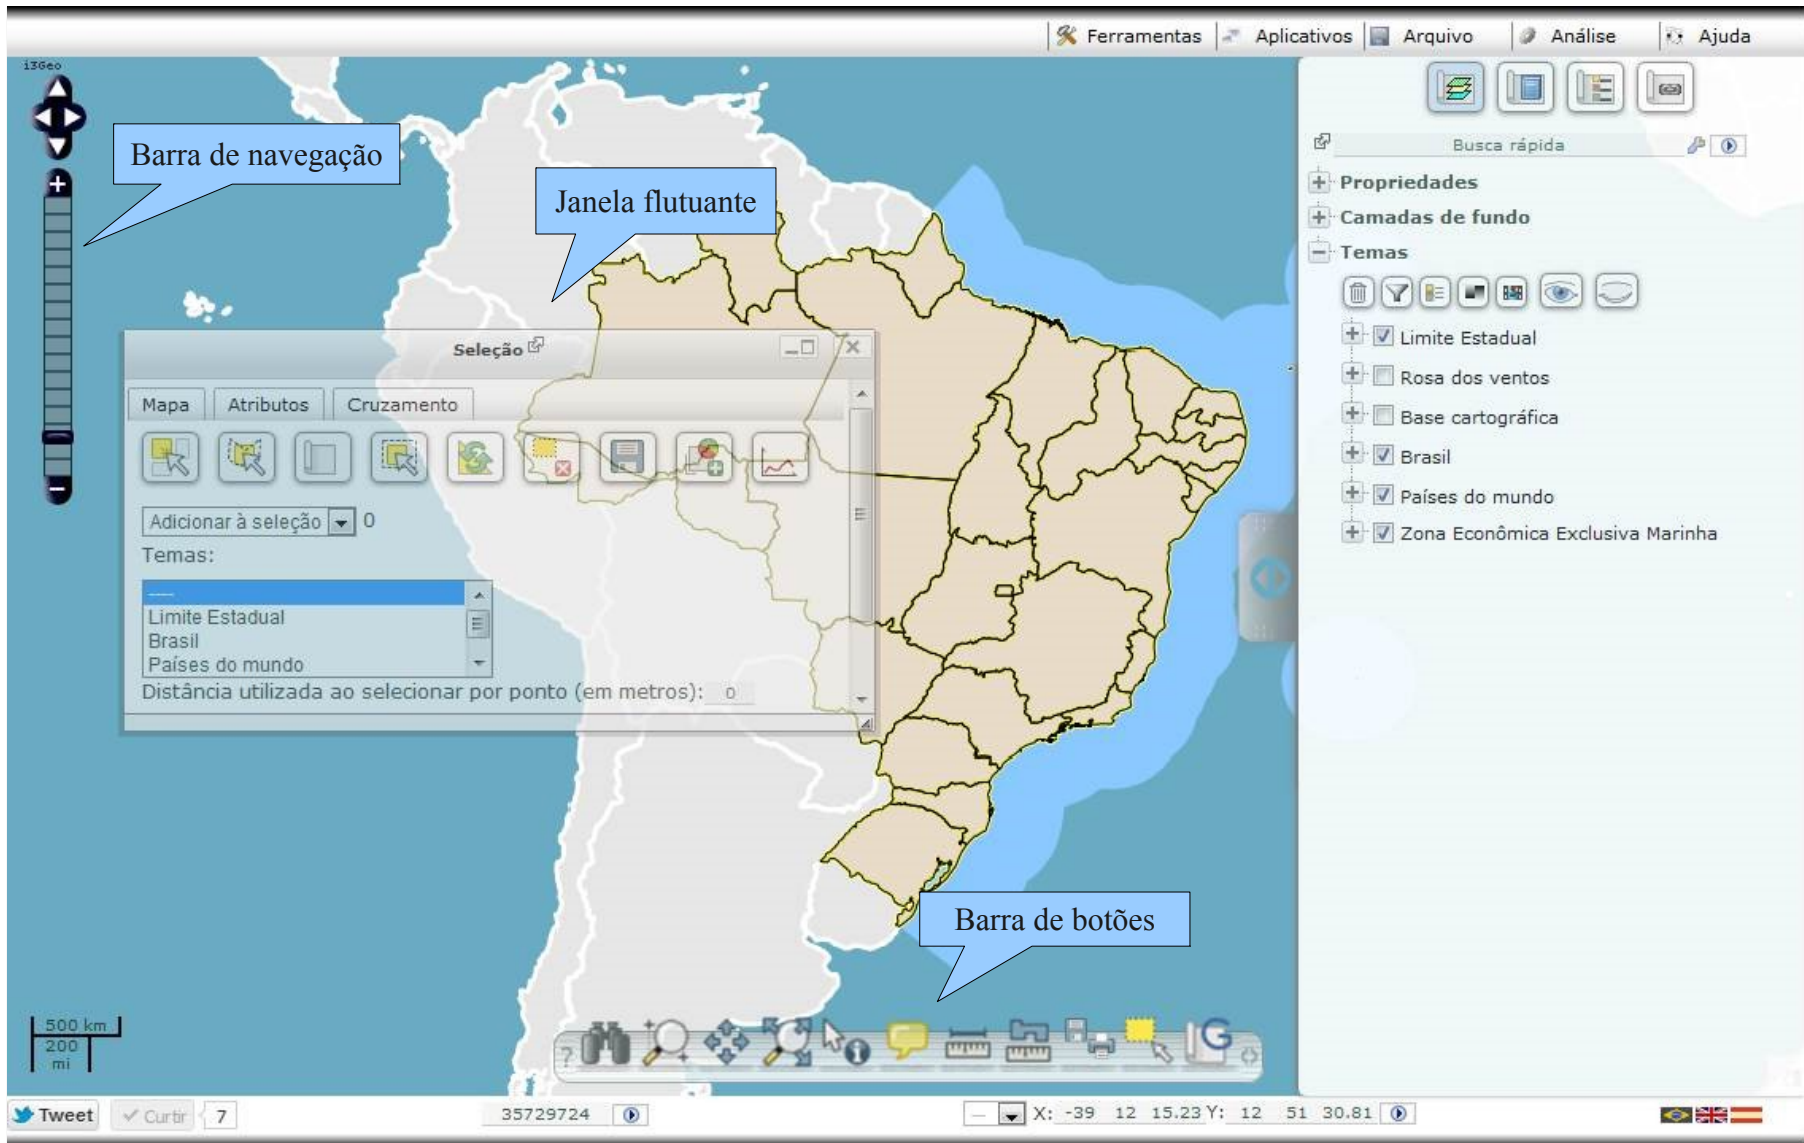 Ferramentas Aplicativos Arquivo Análise Ajuda
i3Geo
Barra de navegação
Janela flutuante
Busca rápida
Propriedades
Camadas de fundo
Temas
Limite Estadual
Rosa dos ventos
Base cartográfica
Brasil
Países do mundo
Zona Econômica Exclusiva Marinha
Seleção
Mapa Atributos Cruzamento
Adicionar à seleção 0
Temas:
----
Limite Estadual
Brasil
Países do mundo
Distância utilizada ao selecionar por ponto (em metros): 0
Barra de botões
500 km
200
mi
? G
Tweet Curtir 7 35729724 — X: -39 12 15.23 Y: 12 51 30.81